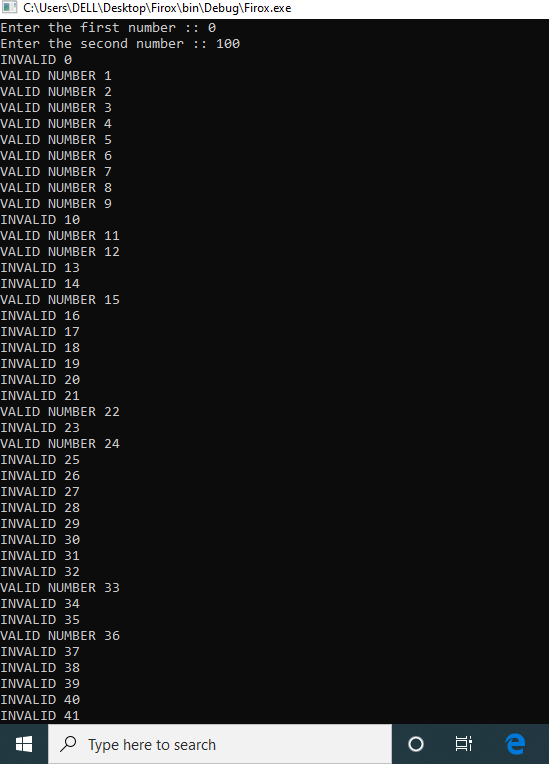 C:\Users\DELL\Desktop\Firox\bin\Debug\Firox.exe
Enter the first number :: 0
Enter the second number :: 100
INVALID 0
VALID NUMBER 1
VALID NUMBER 2
VALID NUMBER 3
VALID NUMBER 4
VALID NUMBER 5
VALID NUMBER 6
VALID NUMBER 7
VALID NUMBER 8
VALID NUMBER 9
INVALID 10
VALID NUMBER 11
VALID NUMBER 12
INVALID 13
INVALID 14
VALID NUMBER 15
INVALID 16
INVALID 17
INVALID 18
INVALID 19
INVALID 20
INVALID 21
VALID NUMBER 22
INVALID 23
VALID NUMBER 24
INVALID 25
INVALID 26
INVALID 27
INVALID 28
INVALID 29
INVALID 30
INVALID 31
INVALID 32
VALID NUMBER 33
INVALID 34
INVALID 35
VALID NUMBER 36
INVALID 37
INVALID 38
INVALID 39
INVALID 40
INVALID 41
Type here to search